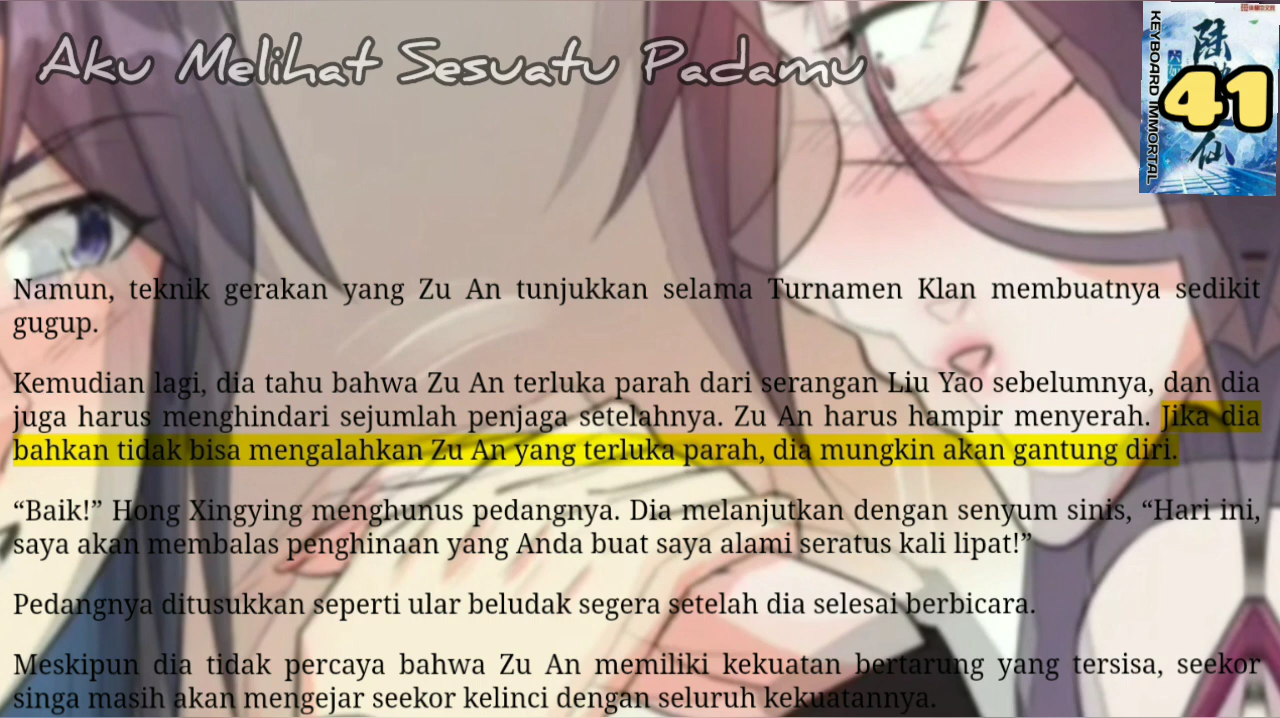 Aku Melihat Sesuatu Padamu
KEYBOARD IMMORTAL
41
Namun, teknik gerakan yang Zu An tunjukkan selama Turnamen Klan membuatnya sedikit
gugup.
Kemudian lagi, dia tahu bahwa Zu An terluka parah dari serangan Liu Yao sebelumnya, dan dia
juga harus menghindari sejumlah penjaga setelahnya. Zu An harus hampir menyerah. Jika dia
bahkan tidak bisa mengalahkan Zu An yang terluka parah, dia mungkin akan gantung diri.
“Baik!” Hong Xingying menghunus pedangnya. Dia melanjutkan dengan senyum sinis, “Hari ini,
saya akan membalas penghinaan yang Anda buat saya alami seratus kali lipat!”
Pedangnya ditusukkan seperti ular beludak segera setelah dia selesai berbicara.
Meskipun dia tidak percaya bahwa Zu An memiliki kekuatan bertarung yang tersisa, seekor
singa masih akan mengejar seekor kelinci dengan seluruh kekuatannya.